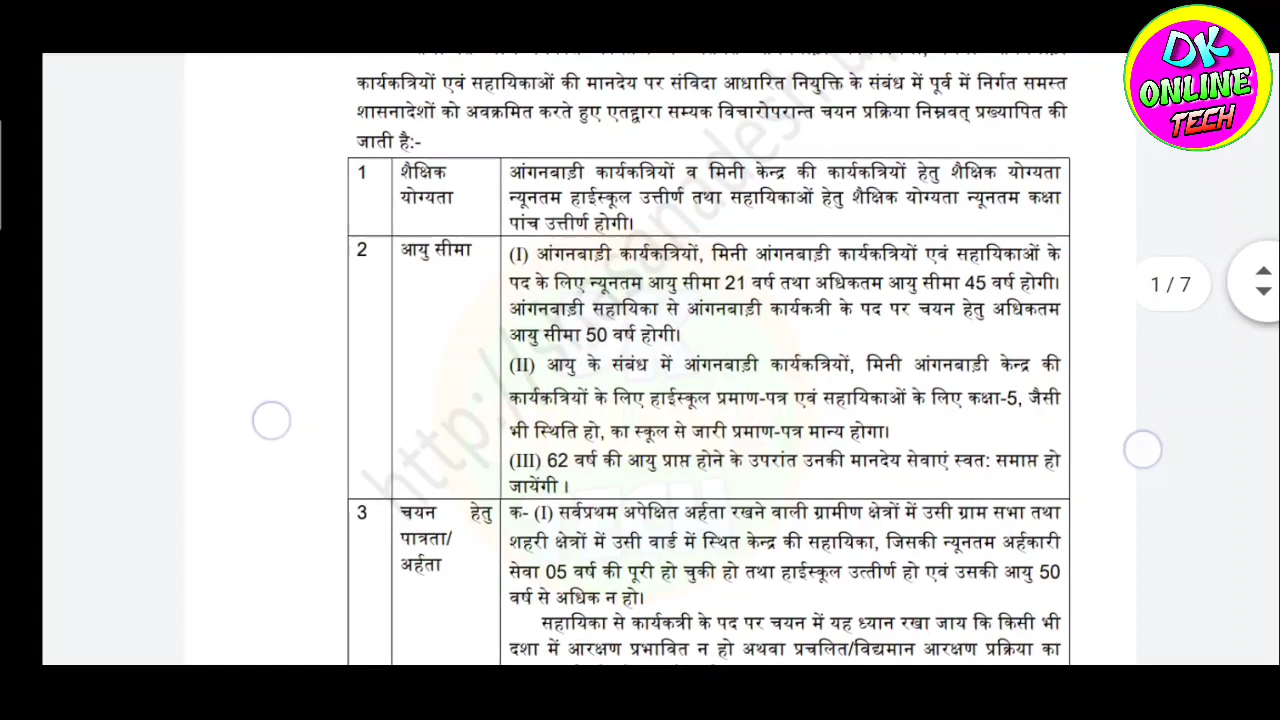 DK
ONLINE
TECH
कार्यकत्रियों एवं सहायिकाओं की मानदेय पर संविदा आधारित नियुक्ति के संबंध में पूर्व में निर्गत समस्त
शासनादेशों को अवक्रमित करते हुए एतद्द्वारा सम्यक विचारोपरान्त चयन प्रक्रिया निम्नवत् प्रख्यापित की
जाती है:-
1 शैक्षिक योग्यता
आंगनबाड़ी कार्यकत्रियों व मिनी केन्द्र की कार्यकत्रियों हेतु शैक्षिक योग्यता
न्यूनतम हाईस्कूल उत्तीर्ण तथा सहायिकाओं हेतु शैक्षिक योग्यता न्यूनतम कक्षा
पांच उत्तीर्ण होगी।
2 आयु सीमा
(I) आंगनबाड़ी कार्यकत्रियों, मिनी आंगनबाड़ी कार्यकत्रियों एवं सहायिकाओं के
पद के लिए न्यूनतम आयु सीमा 21 वर्ष तथा अधिकतम आयु सीमा 45 वर्ष होगी।
आंगनबाड़ी सहायिका से आंगनबाड़ी कार्यकत्री के पद पर चयन हेतु अधिकतम
आयु सीमा 50 वर्ष होगी।
(II) आयु के संबंध में आंगनबाड़ी कार्यकत्रियों, मिनी आंगनबाड़ी केन्द्र की
कार्यकत्रियों के लिए हाईस्कूल प्रमाण-पत्र एवं सहायिकाओं के लिए कक्षा-5, जैसी
भी स्थिति हो, का स्कूल से जारी प्रमाण-पत्र मान्य होगा।
(III) 62 वर्ष की आयु प्राप्त होने के उपरांत उनकी मानदेय सेवाएं स्वत: समाप्त हो
जायेंगी ।
3 चयन हेतु
पात्रता/
अर्हता
क- (I) सर्वप्रथम अपेक्षित अर्हता रखने वाली ग्रामीण क्षेत्रों में उसी ग्राम सभा तथा
शहरी क्षेत्रों में उसी वार्ड में स्थित केन्द्र की सहायिका, जिसकी न्यूनतम अर्हकारी
सेवा 05 वर्ष की पूरी हो चुकी हो तथा हाईस्कूल उत्तीर्ण हो एवं उसकी आयु 50
वर्ष से अधिक न हो।
सहायिका से कार्यकत्री के पद पर चयन में यह ध्यान रखा जाय कि किसी भी
दशा में आरक्षण प्रभावित न हो अथवा प्रचलित/विद्यमान आरक्षण प्रक्रिया का
1 / 7